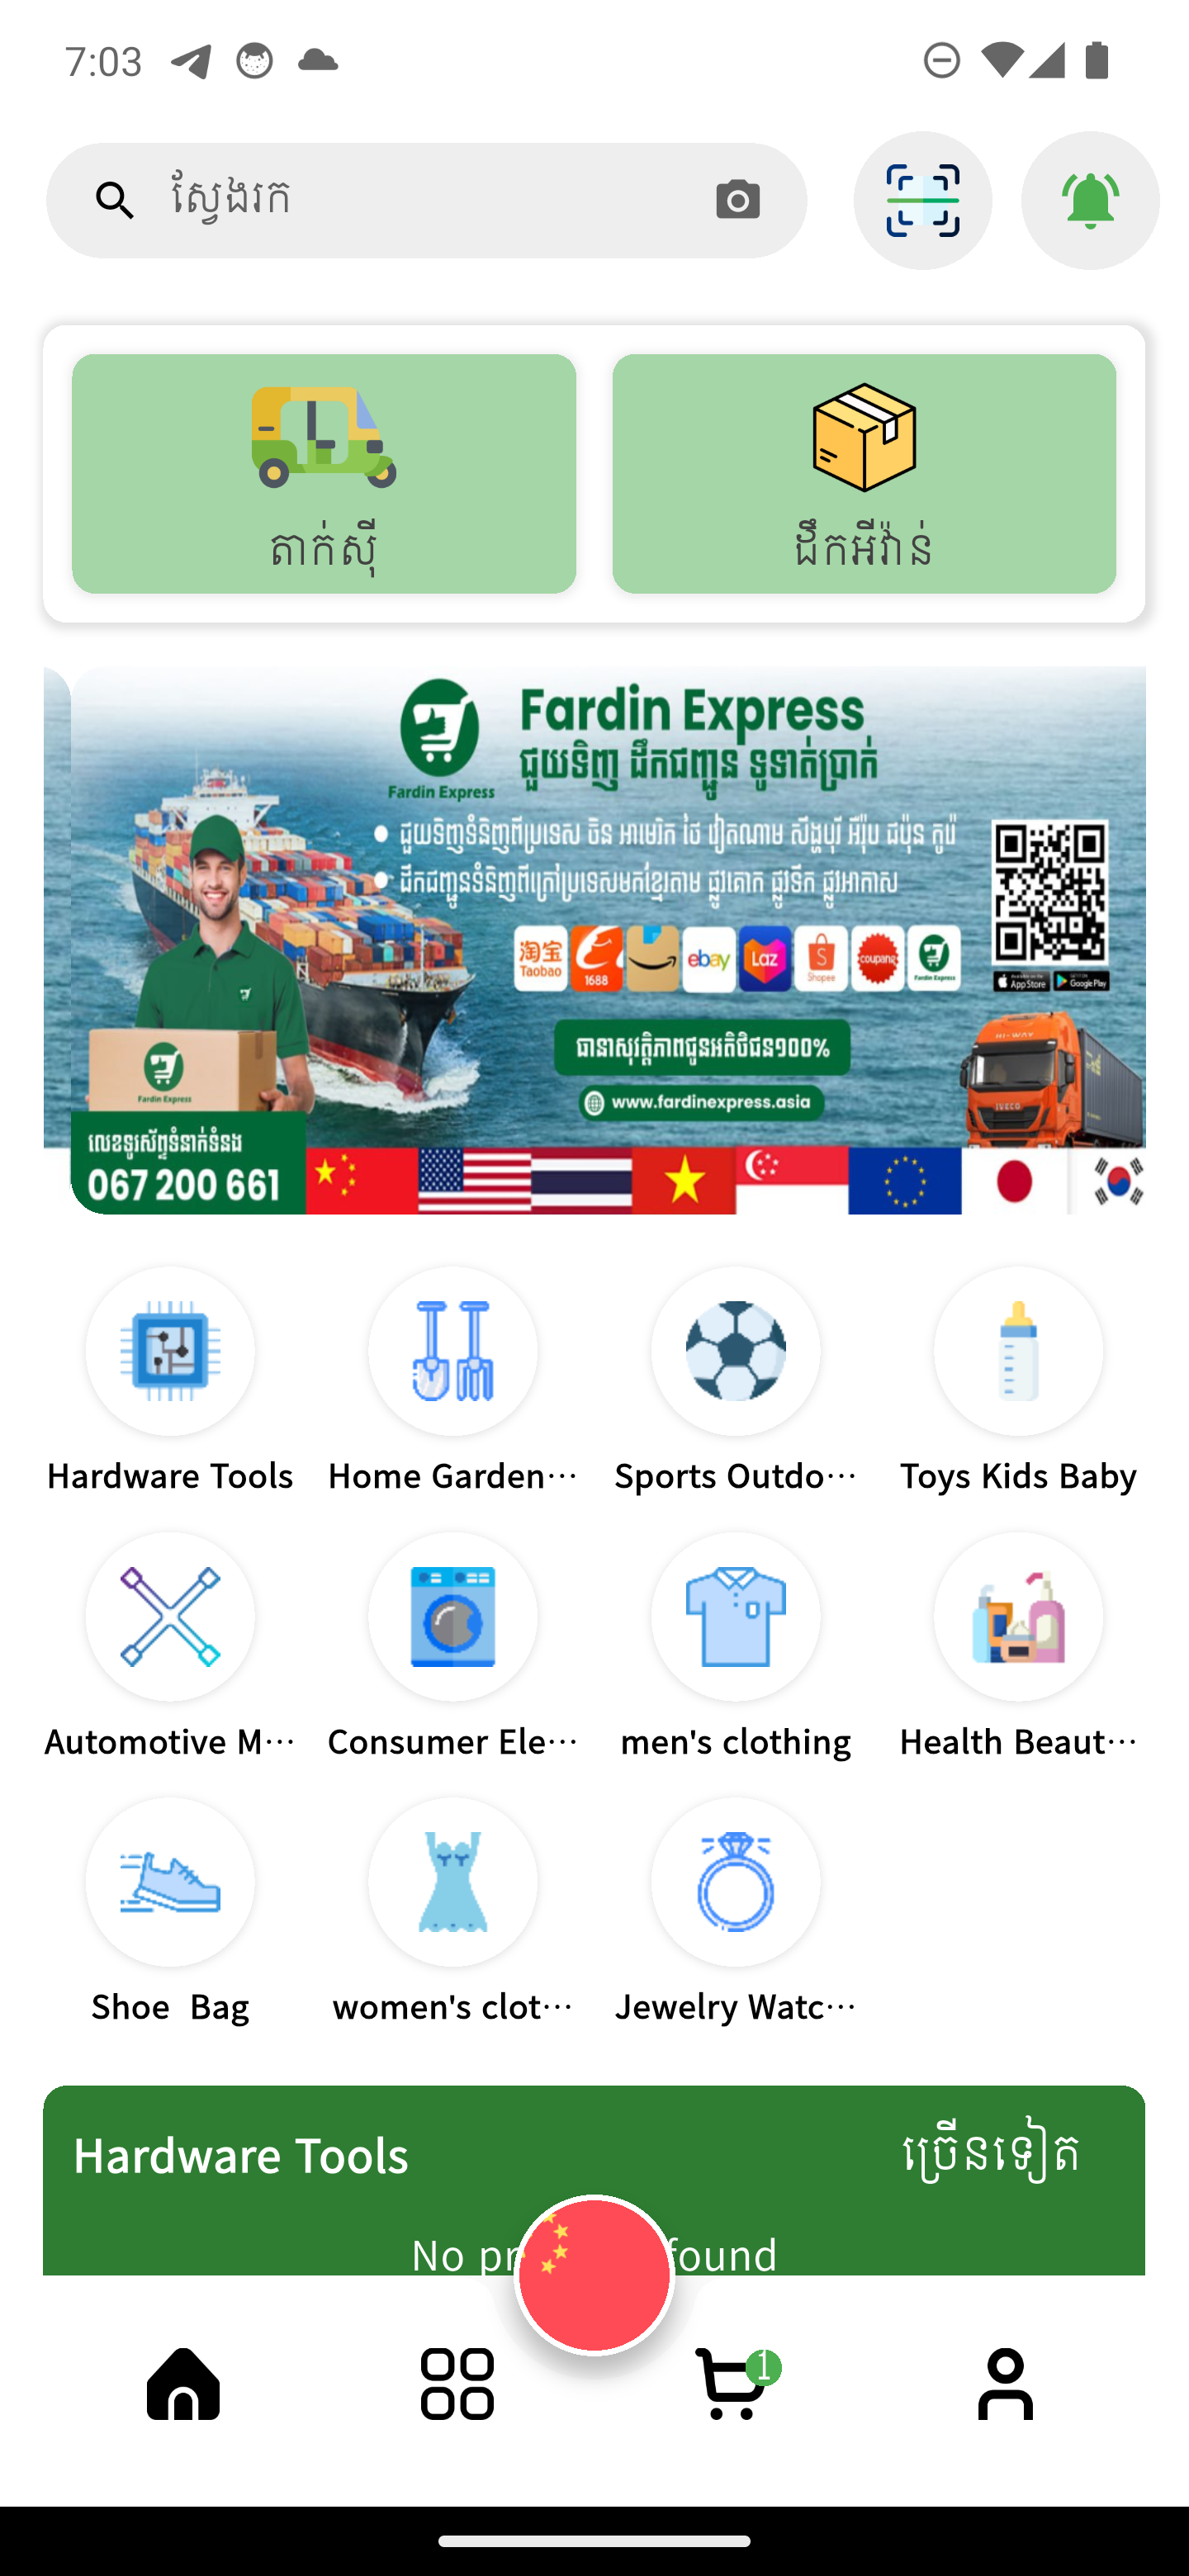 7:03
ស្វែងរក
តាក់ស៊ី
ដឹកអីវ៉ាន់
Fardin Express
Fardin Express
ជួយទិញ ដឹកជញ្ជូន ទូទាត់ប្រាក់
ជួយទិញទំនិញពីប្រទេស ចិន អាមេរិក ថៃ វៀតណាម សឹង្ហបុរី អឺរ៉ុប ជប៉ុន កូរ៉េ
ដឹកជញ្ជូនទំនិញពីក្រៅប្រទេសមកខ្មែរតាម ផ្លូវគោក ផ្លូវទឹក ផ្លូវអាកាស
淘宝 Taobao
1688
ebay
Laz
Shopee
coupang
Fardin Express
App Store
Google Play
ធានាសុវត្ថិភាពជូនអតិថិជន១០០%
HI-WAY
IVECO
Fardin Express
www.fardinexpress.asia
លេខទូរស័ព្ទទំនាក់ទំនង
067 200 661
Hardware Tools
Home Garden···
Sports Outdo···
Toys Kids Baby
Automotive M···
Consumer Ele···
men's clothing
Health Beaut···
Shoe  Bag
women's clot···
Jewelry Watc···
Hardware Tools
ច្រើនទៀត
No pr found
1